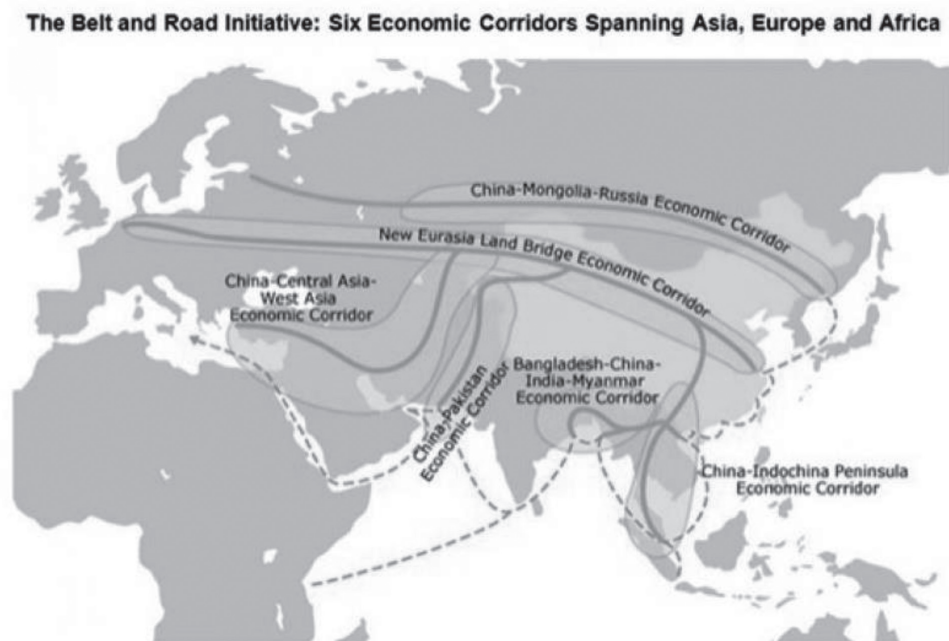 The Belt and Road Initiative: Six Economic Corridors Spanning Asia, Europe and Africa
China-Mongolia-Russia Economic Corridor
New Eurasia Land Bridge Economic Corridor
China-Central Asia-
West Asia
Economic Corridor
China-Pakistan
Economic Corridor
Bangladesh-China-
India-Myanmar
Economic Corridor
China-Indochina Peninsula
Economic Corridor